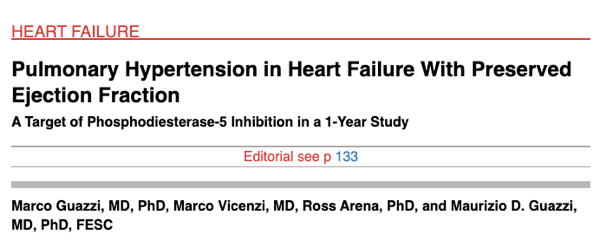 HEART FAILURE
Pulmonary Hypertension in Heart Failure With Preserved
Ejection Fraction
A Target of Phosphodiesterase-5 Inhibition in a 1-Year Study
Editorial see p 133
Marco Guazzi, MD, PhD, Marco Vicenzi, MD, Ross Arena, PhD, and Maurizio D. Guazzi,
MD, PhD, FESC